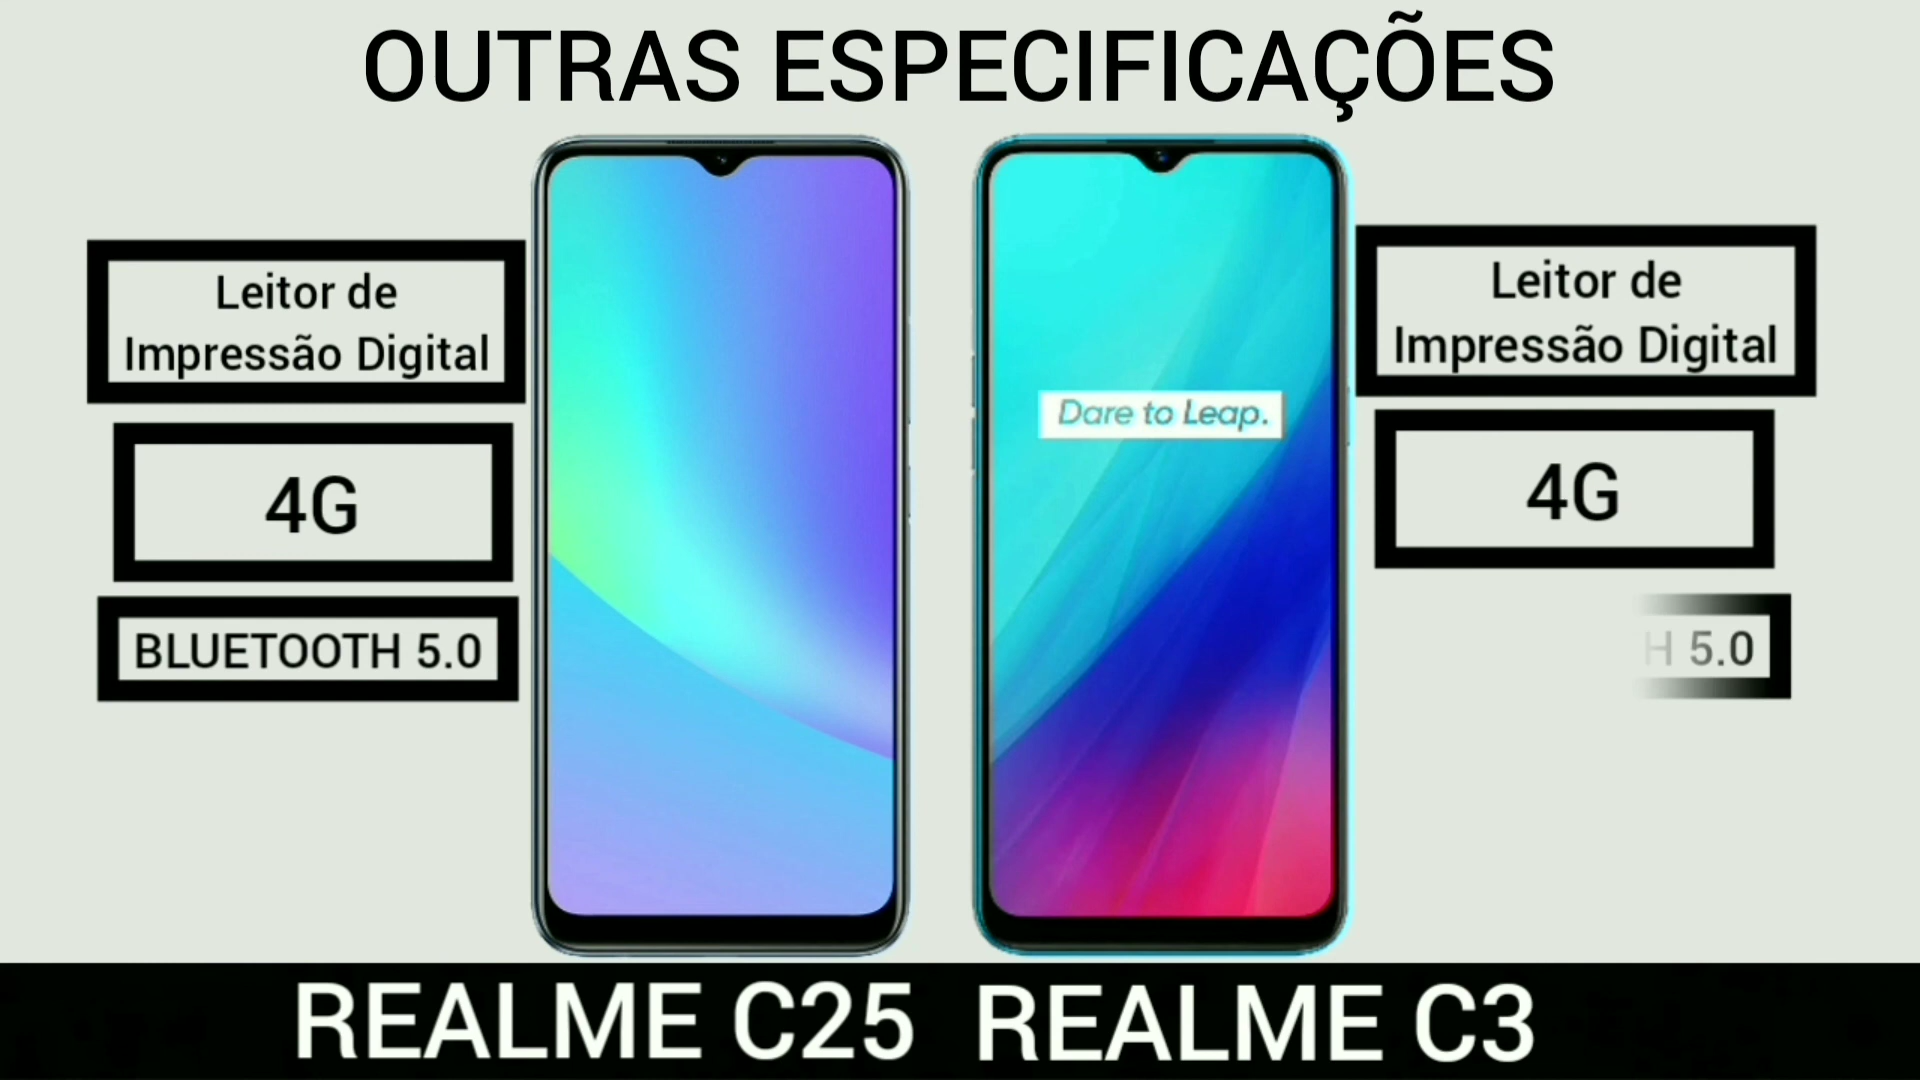 OUTRAS ESPECIFICAÇÕES
Leitor de
Impressão Digital
4G
BLUETOOTH 5.0
Dare to Leap.
Leitor de
Impressão Digital
4G
H 5.0
REALME C25 REALME C3